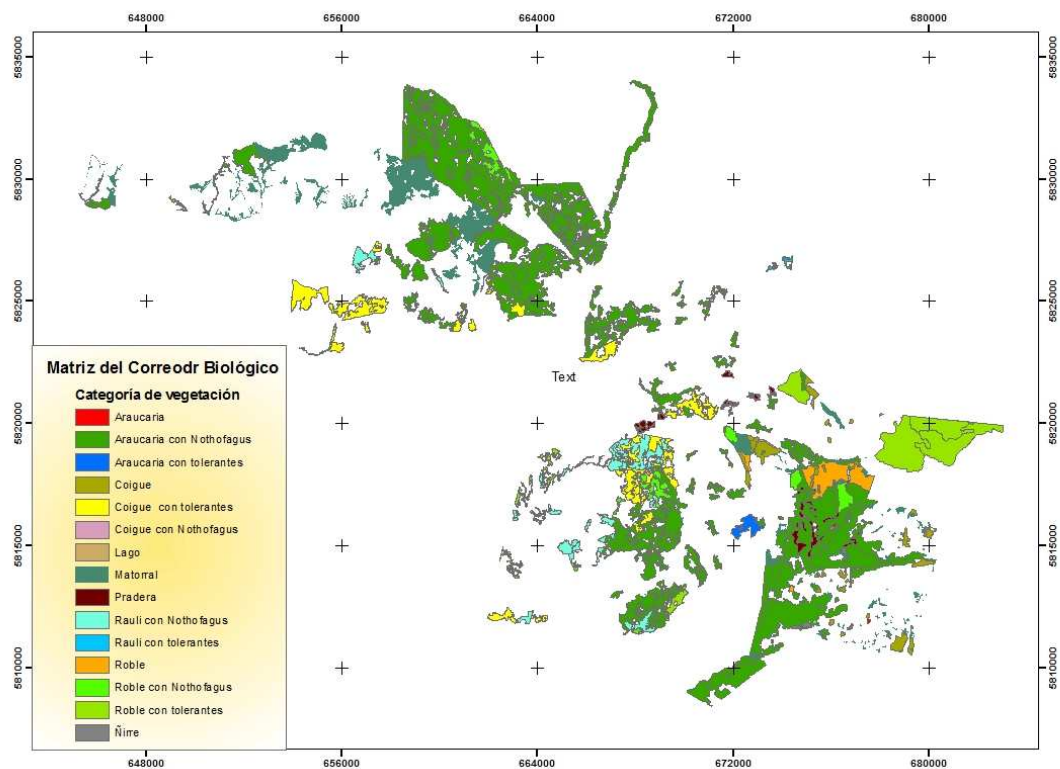 648000 656000 664000 672000 680000
5835000 5835000
5830000 5830000
5825000 5825000
Text
5820000 5820000
5815000 5815000
5810000 5810000
Matriz del Correodr Biológico
Categoría de vegetación
Araucaria
Araucaria con Nothofagus
Araucaria con tolerantes
Coigue
Coigue con tolerantes
Coigue con Nothofagus
Lago
Matorral
Pradera
Rauli con Nothofagus
Rauli con tolerantes
Roble
Roble con Nothofagus
Roble con tolerantes
Ñirre
648000 656000 664000 672000 680000